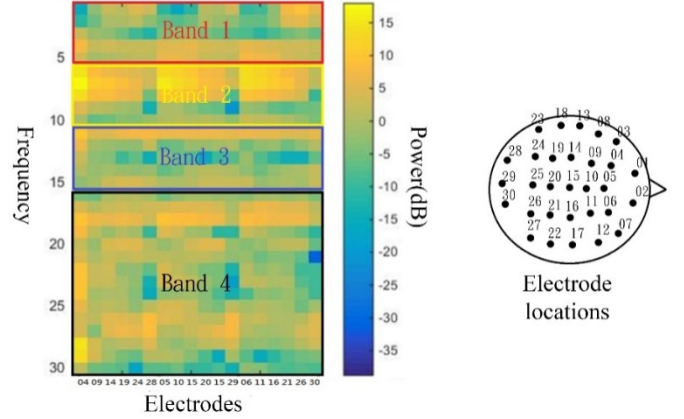 Band 1
Band 2
Band 3
Band 4
5
10
15
20
25
30
Frequency
04 09 14 19 24 28 05 10 15 20 15 29 06 11 16 21 26 30
Electrodes
15
10
5
0
-5
-10
-15
-20
-25
-30
-35
Power(dB)
23 18 13 08 03
28 24 19 14 09 04 01
29 25 20 15 10 05 02
30 26 21 16 11 06
27 22 17 12 07
Electrode
locations